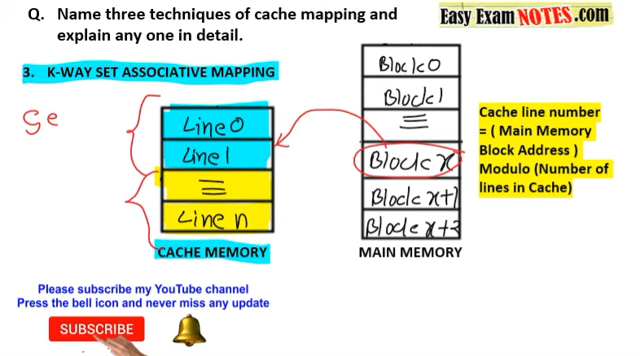 Q. Name three techniques of cache mapping and
explain any one in detail.
Easy Exam NOTES.com
3. K-WAY SET ASSOCIATIVE MAPPING
se
Line 0
Line 1
Line n
CACHE MEMORY
Block 0
Block 1
Block x
Block x+1
Block x+2
MAIN MEMORY
Cache line number
= ( Main Memory
Block Address )
Modulo (Number of
lines in Cache)
Please subscribe my YouTube channel
Press the bell icon and never miss any update
SUBSCRIBE